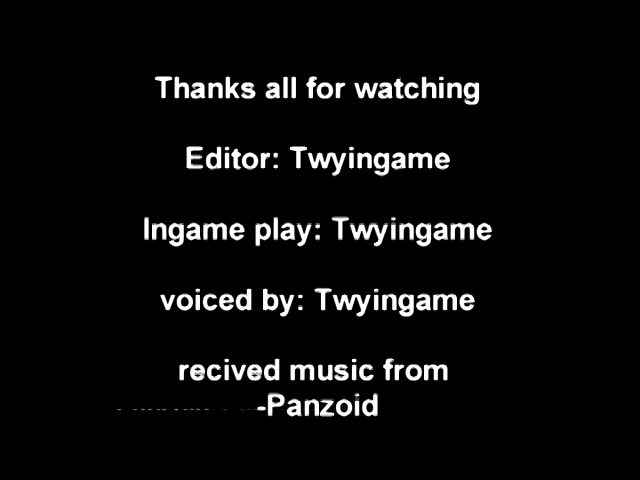 Thanks all for watching
Editor: Twyingame
Ingame play: Twyingame
voiced by: Twyingame
recived music from
-Panzoid